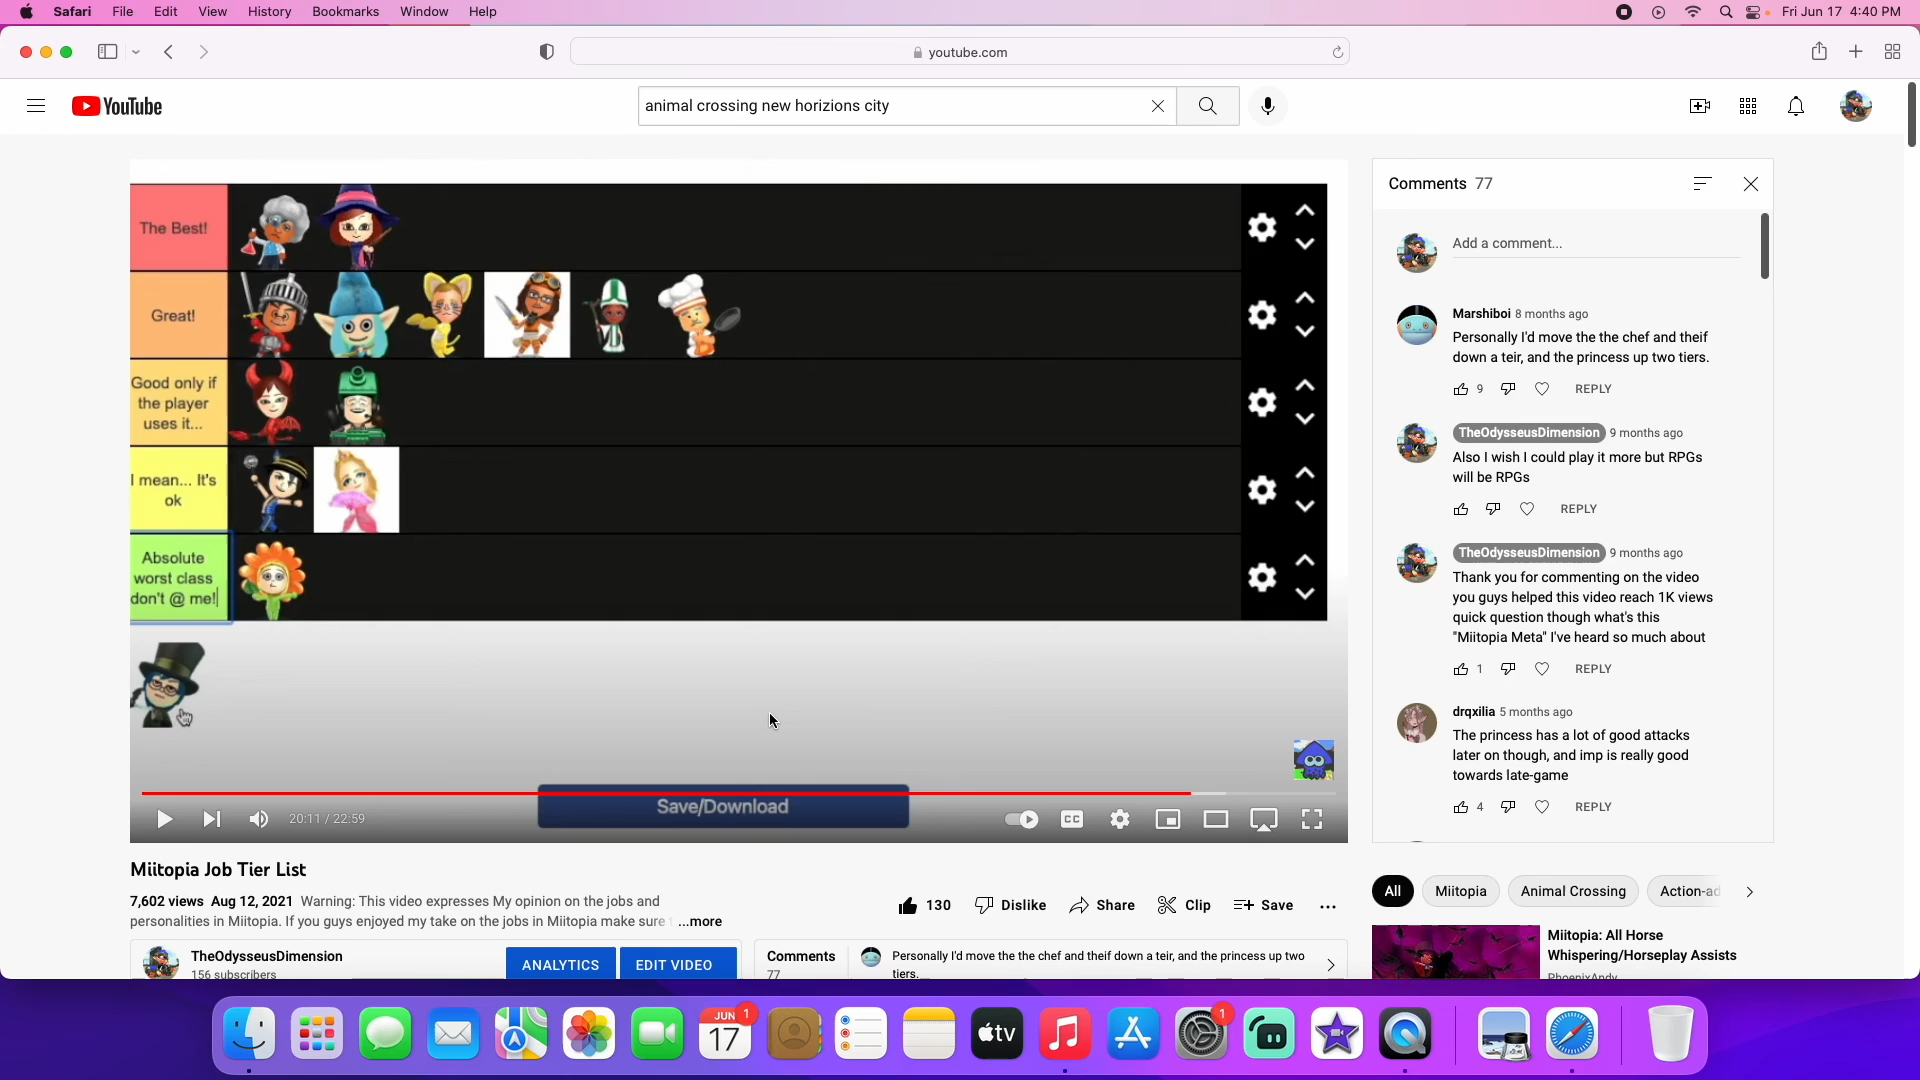 Safari File Edit View History Bookmarks Window Help
Fri Jun 17 4:40 PM
youtube.com
YouTube
animal crossing new horizions city
The Best!
Great!
Good only if
the player
uses it...
I mean... It's
ok
Absolute
worst class
don't @ me!
Save/Download
20:11 / 22:59
CC
Miitopia Job Tier List
7,602 views Aug 12, 2021 Warning: This video expresses My opinion on the jobs and
personalities in Miitopia. If you guys enjoyed my take on the jobs in Miitopia make sure ...more
130 Dislike Share Clip Save
TheOdysseusDimension
156 subscribers
ANALYTICS
EDIT VIDEO
Comments
77
Personally I'd move the the chef and theif down a teir, and the princess up two
tiers.
Comments 77
Add a comment...
Marshiboi 8 months ago
Personally I'd move the the chef and theif
down a teir, and the princess up two tiers.
9 REPLY
TheOdysseusDimension 9 months ago
Also I wish I could play it more but RPGs
will be RPGs
REPLY
TheOdysseusDimension 9 months ago
Thank you for commenting on the video
you guys helped this video reach 1K views
quick question though what's this
"Miitopia Meta" I've heard so much about
1 REPLY
drqxilia 5 months ago
The princess has a lot of good attacks
later on though, and imp is really good
towards late-game
4 REPLY
All Miitopia Animal Crossing Action-ad
Miitopia: All Horse
Whispering/Horseplay Assists
PhoenixAndy
JUN
17
1
tv
1